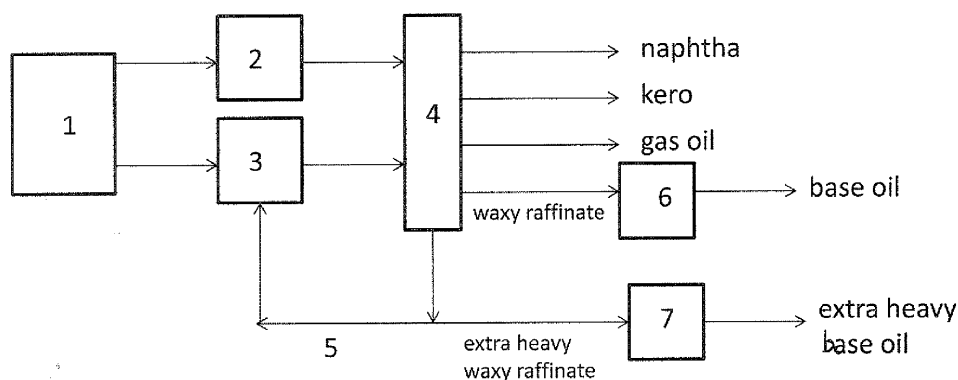 1
2
3
4
naphtha
kero
gas oil
waxy raffinate
6
base oil
5
extra heavy
waxy raffinate
7
extra heavy
base oil